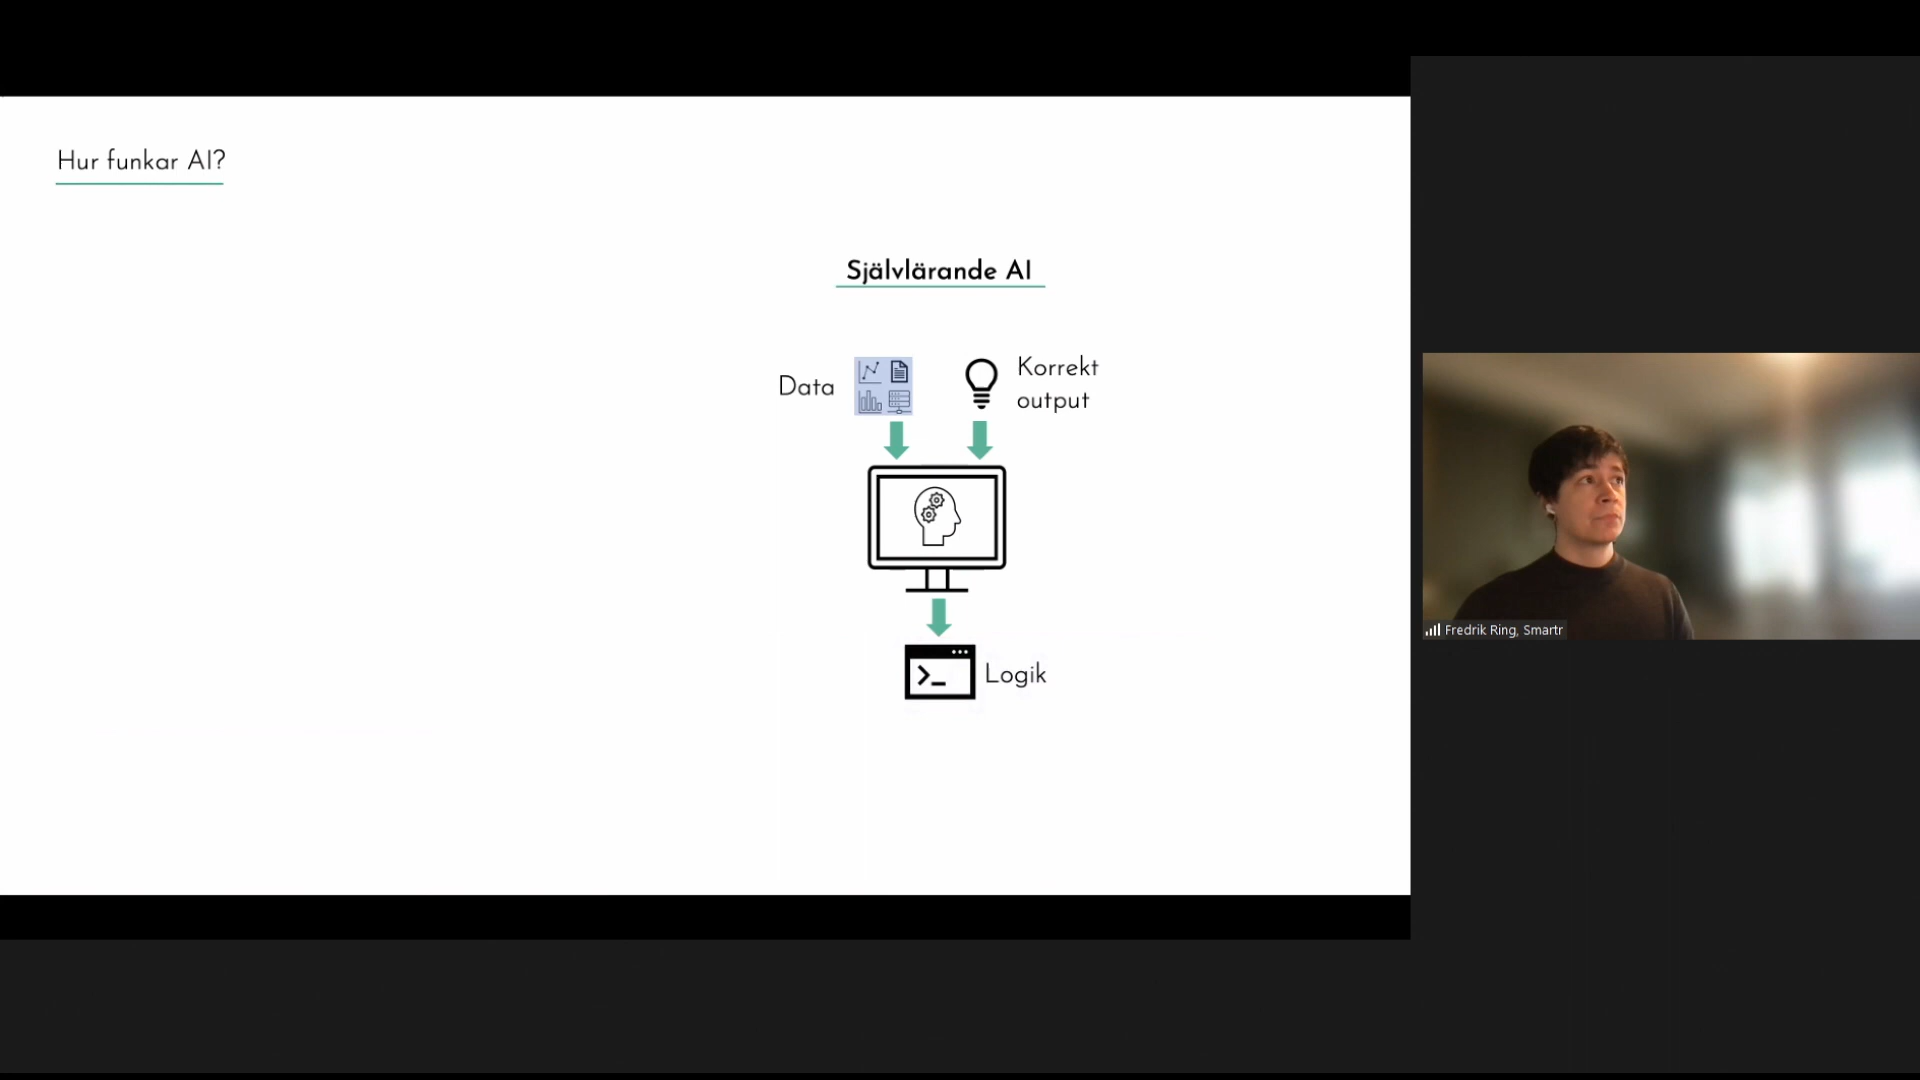 Hur funkar AI?
Självlärande AI
Data
Korrekt
output
>_
Logik
Fredrik Ring, Smartr